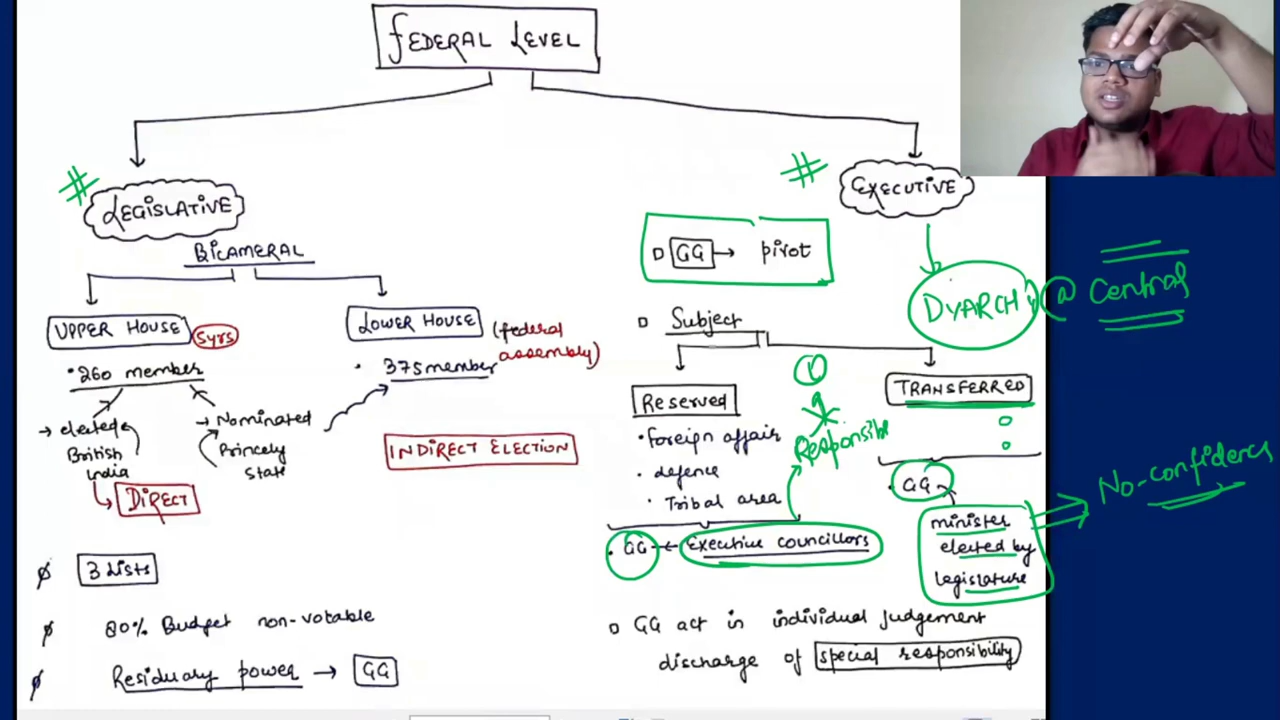 FEDERAL LEVEL
# LEGISLATIVE
BICAMERAL
UPPER HOUSE 5yrs
• 260 member
→ elected
British
India
DIRECT
→ Nominated
Princely
State
LOWER HOUSE (federal
assembly)
• 375 member
INDIRECT ELECTION
3 Lists
80% Budget non-votable
Residuary power → GG
# EXECUTIVE
GG → pivot
DYARCHY @ Central
Subject
Reserved
• Foreign affair
• defence
• Tribal area
• GG ← Executive councillors
Responsible
TRANSFERRED
• GG
minister
elected by
legislature
No-confidence
GG act in individual judgement
discharge of special responsibility